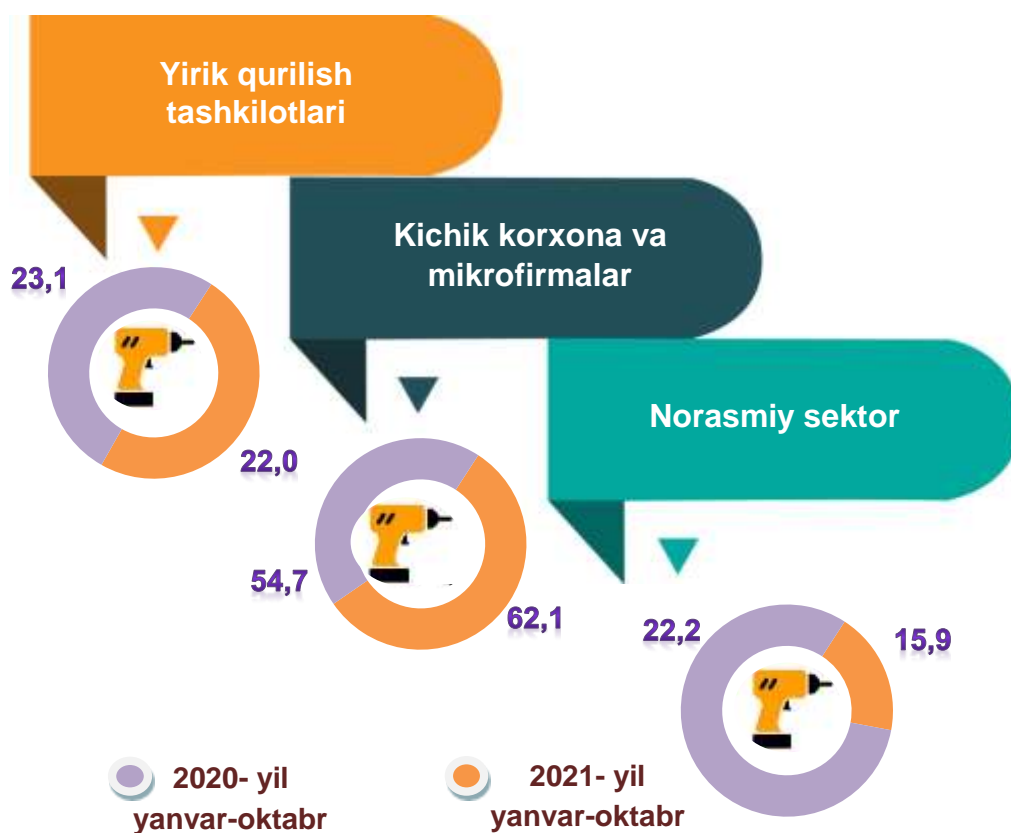 Yirik qurilish
tashkilotlari
Kichik korxona va
mikrofirmalar
23,1
22,0
Norasmiy sektor
54,7
62,1
22,2
15,9
2020- yil
yanvar-oktabr
2021- yil
yanvar-oktabr